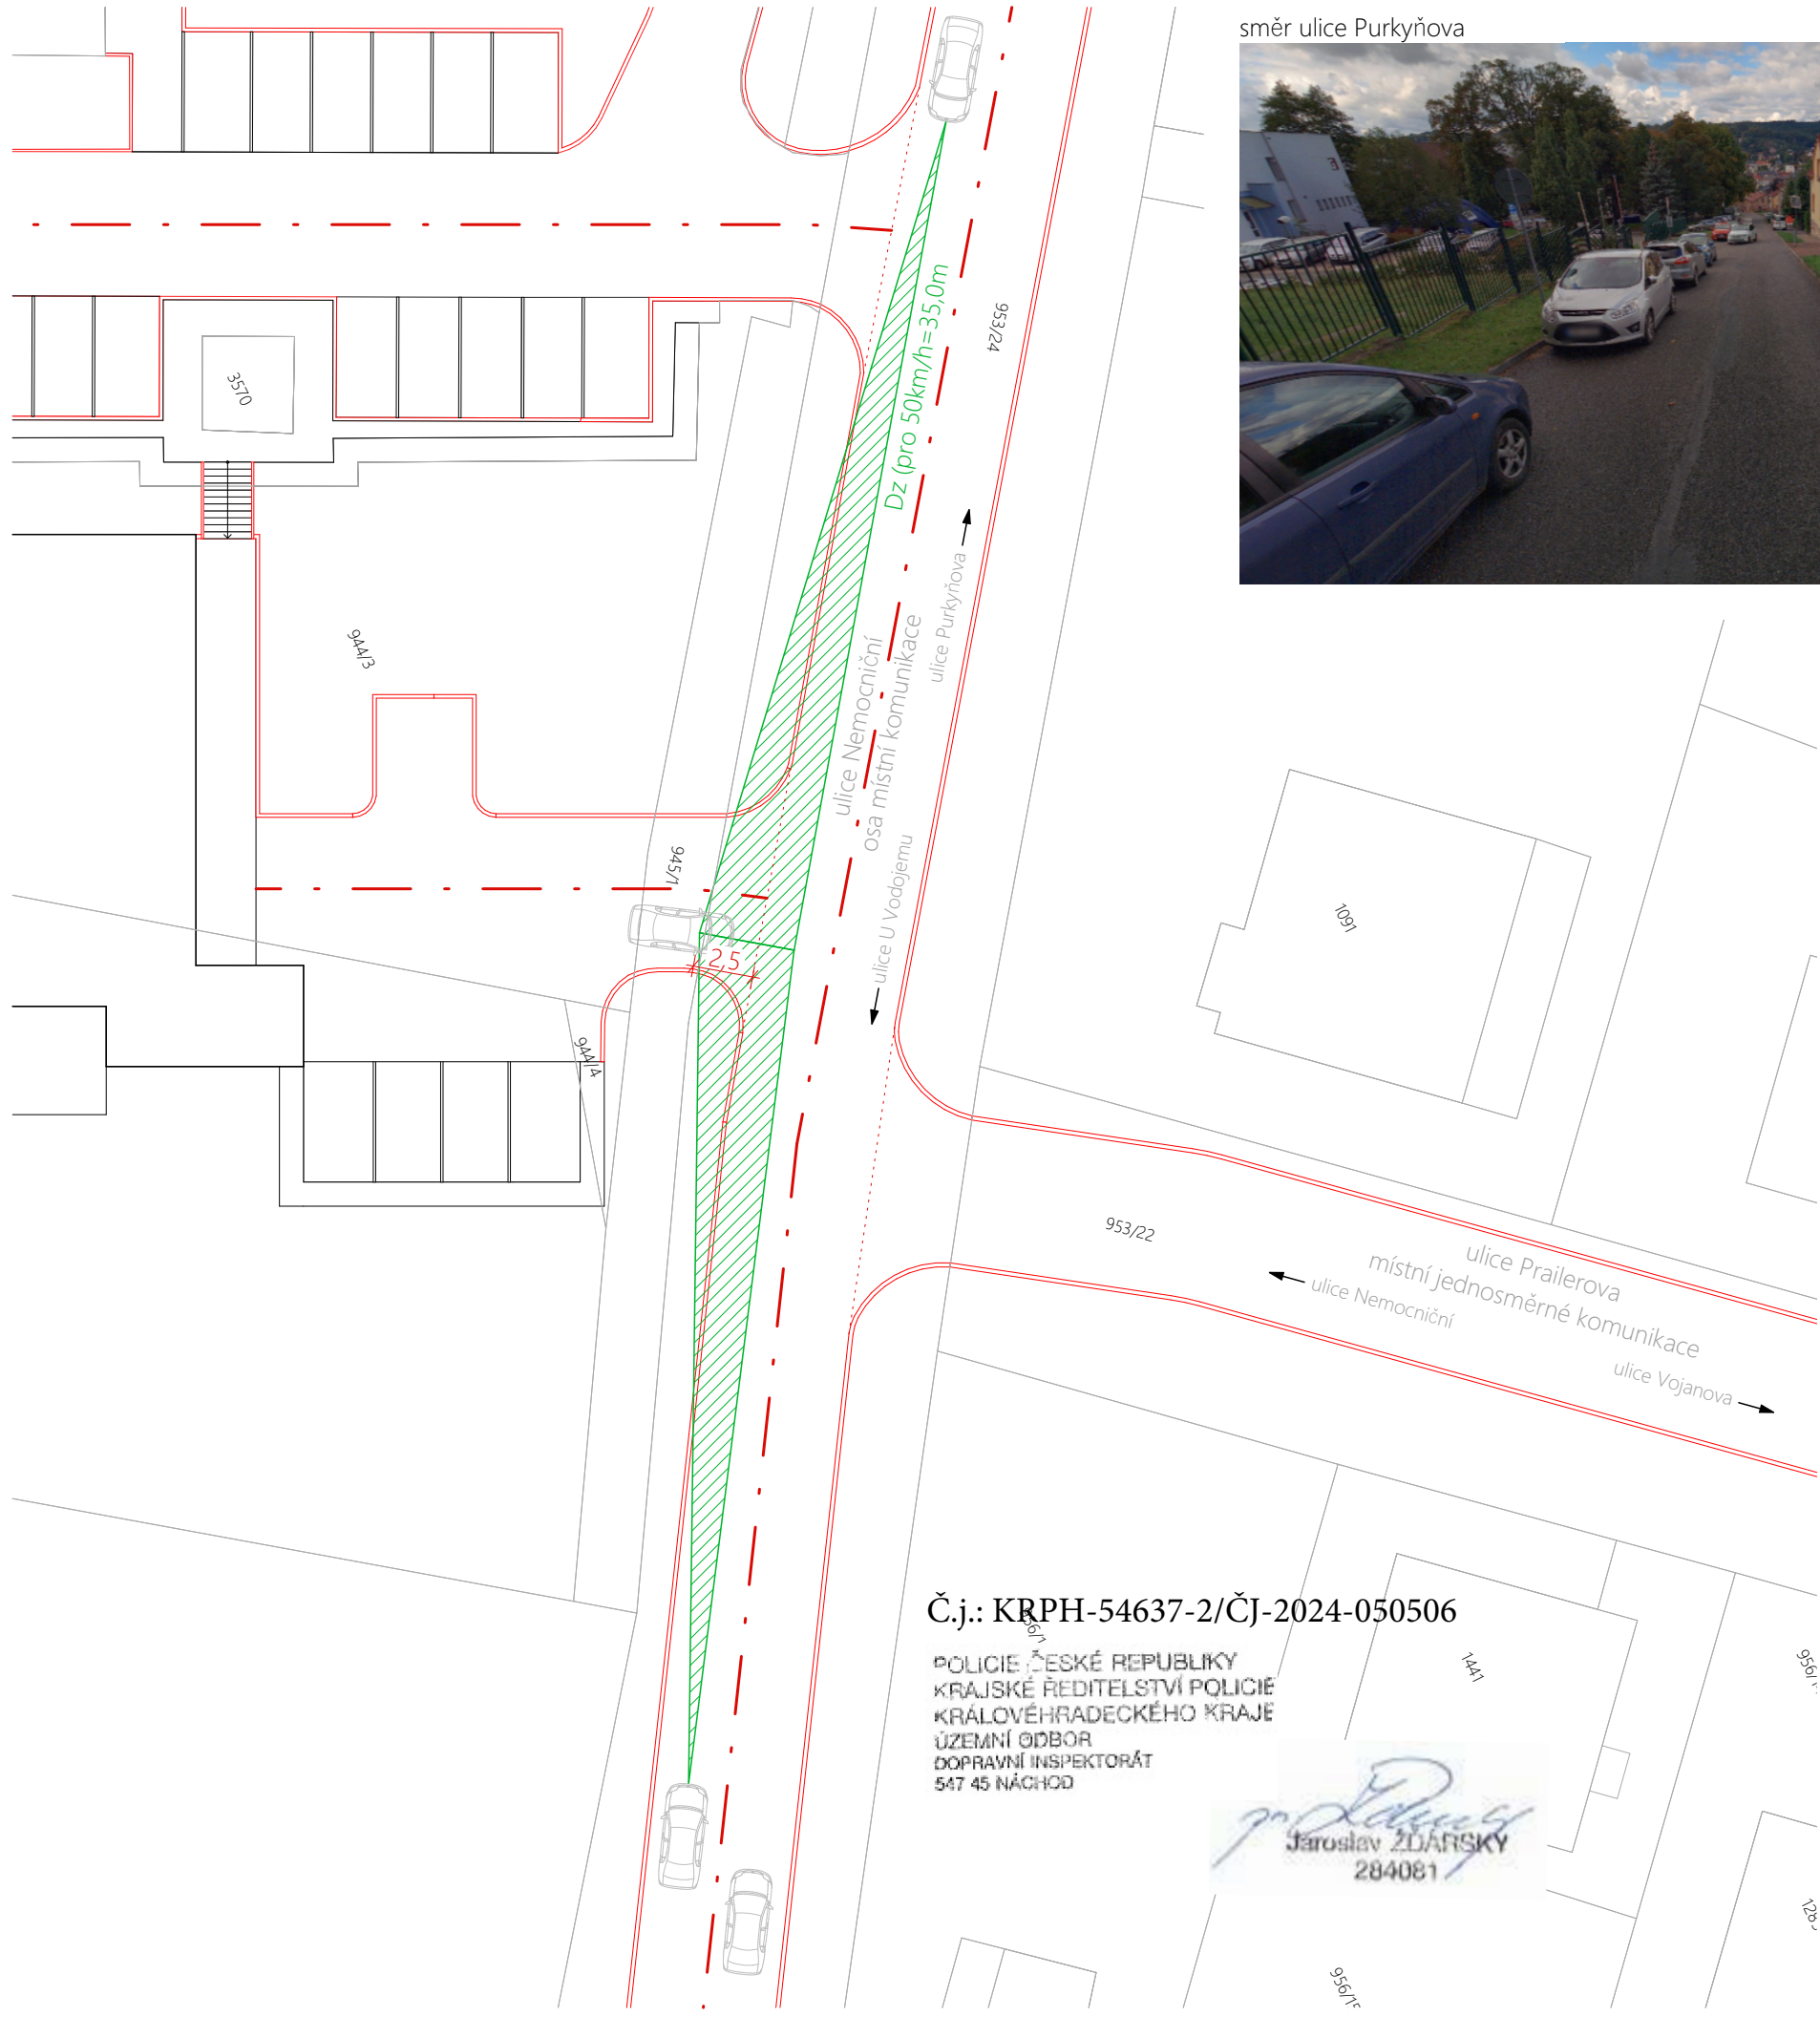 směr ulice Purkyňova
953/24
Dz (pro 50km/h=35,0m
3570
ulice Purkyňova
944/3
ulice Nemocniční
osa místní komunikace
945/1
ulice U Vodojemu
2,5
1091
944/4
953/22
ulice Prailerova
místní jednosměrné komunikace
ulice Nemocniční
ulice Vojanova
Č.j.: KRPH-54637-2/ČJ-2024-050506
POLICIE ČESKÉ REPUBLIKY
KRAJSKÉ ŘEDITELSTVÍ POLICIE
KRÁLOVÉHRADECKÉHO KRAJE
ÚZEMNÍ ODBOR
DOPRAVNÍ INSPEKTORÁT
547 45 NÁCHOD
1441
Jaroslav ŽĎÁRSKÝ
284081